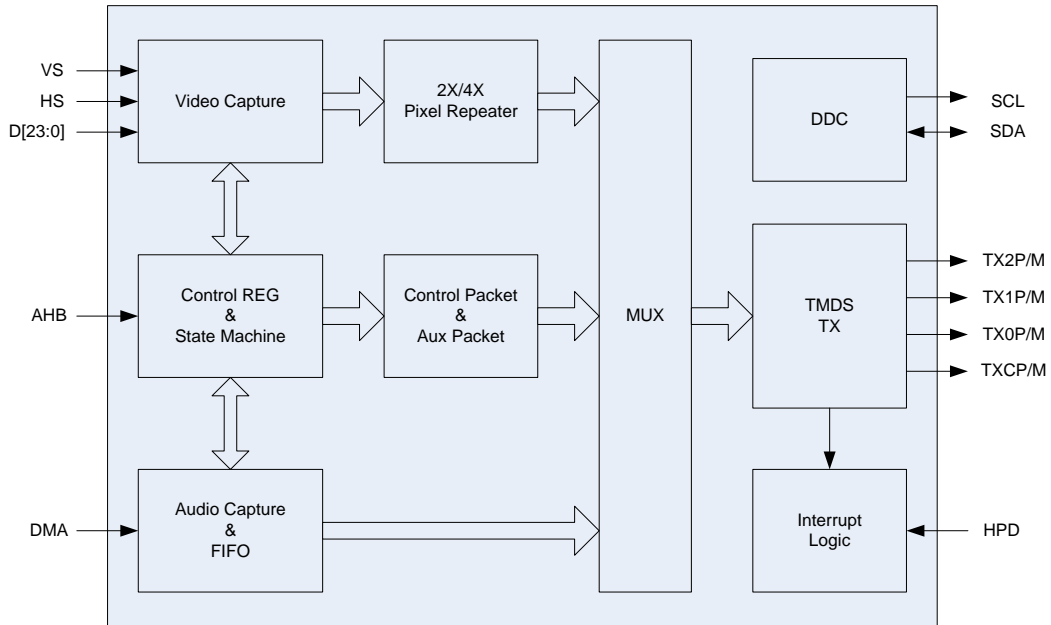 VS
HS
D[23:0]
Video Capture
2X/4X
Pixel Repeater
DDC
SCL
SDA
AHB
Control REG
&
State Machine
Control Packet
&
Aux Packet
MUX
TMDS
TX
TX2P/M
TX1P/M
TX0P/M
TXCP/M
DMA
Audio Capture
&
FIFO
Interrupt
Logic
HPD